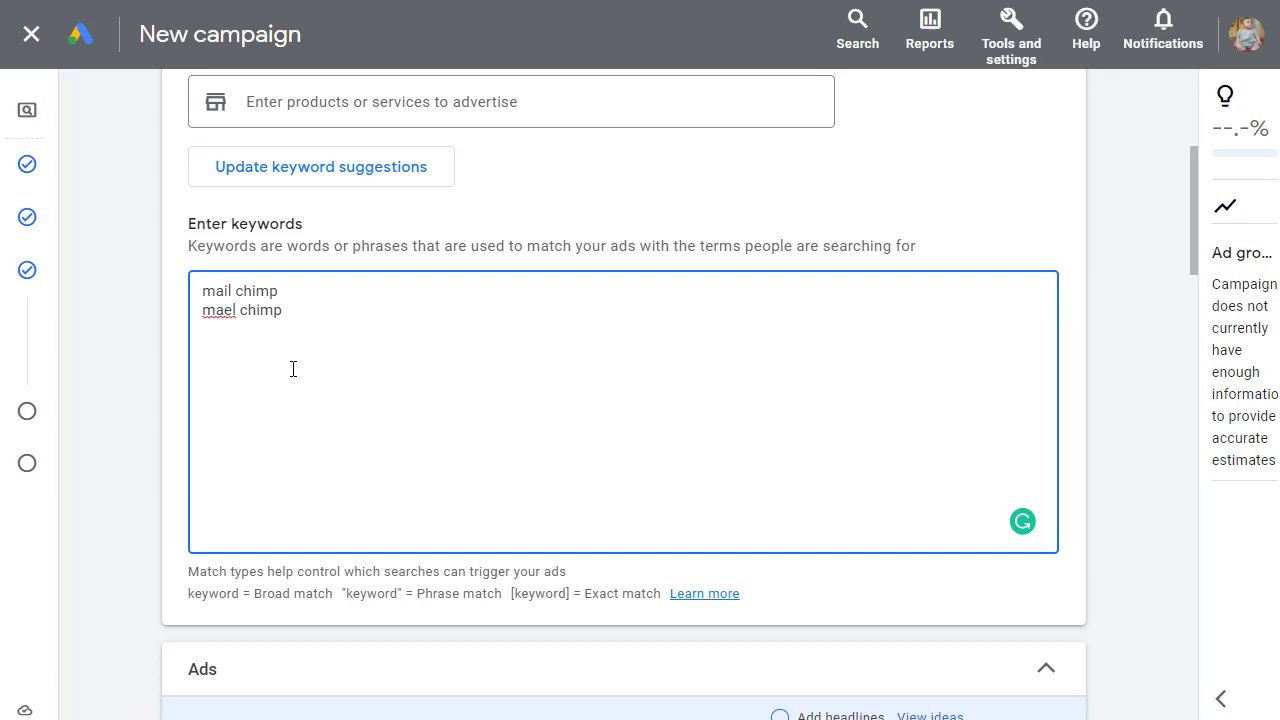 New campaign
Search
Reports
Tools and
settings
Help
Notifications
Enter products or services to advertise
Update keyword suggestions
Enter keywords
Keywords are words or phrases that are used to match your ads with the terms people are searching for
mail chimp
mael chimp
Match types help control which searches can trigger your ads
keyword = Broad match "keyword" = Phrase match [keyword] = Exact match Learn more
Ads
Add headlines View ideas
--.-%
Ad gro...
Campaign
does not
currently
have
enough
informatio
to provide
accurate
estimates